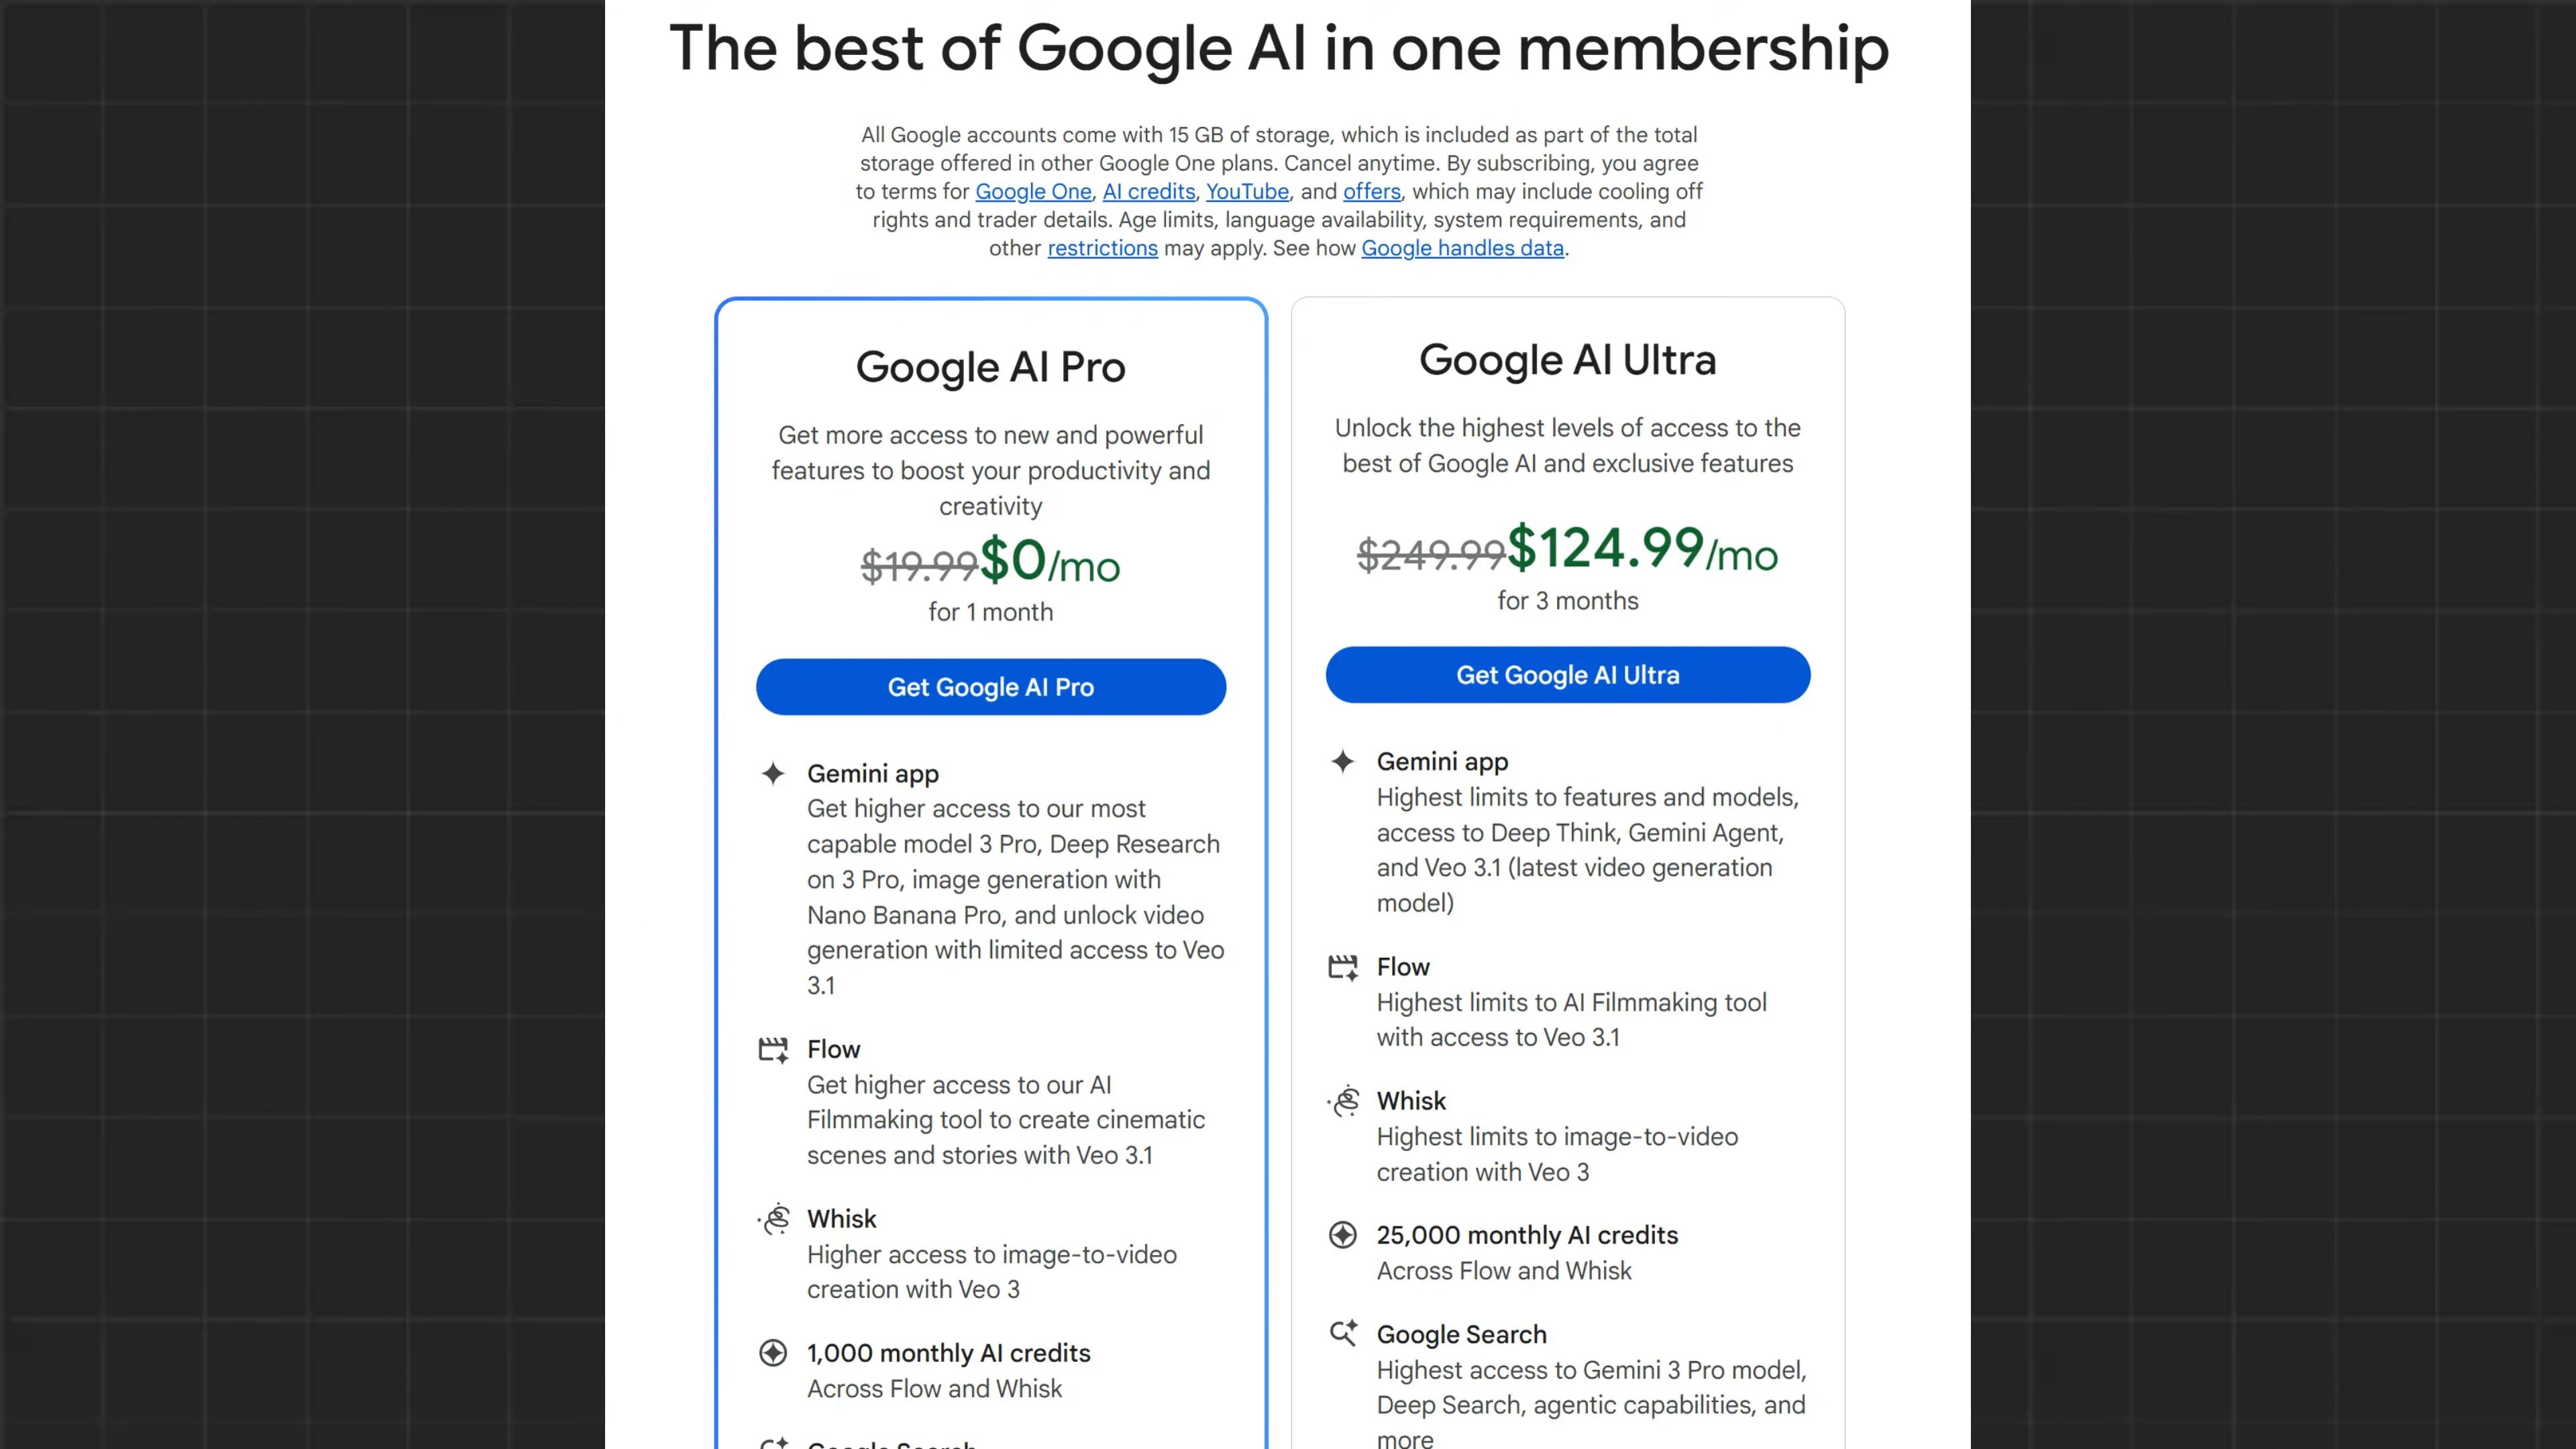 The best of Google AI in one membership
All Google accounts come with 15 GB of storage, which is included as part of the total
storage offered in other Google One plans. Cancel anytime. By subscribing, you agree
to terms for Google One, AI credits, YouTube, and offers, which may include cooling off
rights and trader details. Age limits, language availability, system requirements, and
other restrictions may apply. See how Google handles data.
Google AI Pro
Get more access to new and powerful
features to boost your productivity and
creativity
$19.99 $0/mo
for 1 month
Get Google AI Pro
Gemini app
Get higher access to our most
capable model 3 Pro, Deep Research
on 3 Pro, image generation with
Nano Banana Pro, and unlock video
generation with limited access to Veo
3.1
Flow
Get higher access to our AI
Filmmaking tool to create cinematic
scenes and stories with Veo 3.1
Whisk
Higher access to image-to-video
creation with Veo 3
1,000 monthly AI credits
Across Flow and Whisk
Google Search
Google AI Ultra
Unlock the highest levels of access to the
best of Google AI and exclusive features
$249.99 $124.99/mo
for 3 months
Get Google AI Ultra
Gemini app
Highest limits to features and models,
access to Deep Think, Gemini Agent,
and Veo 3.1 (latest video generation
model)
Flow
Highest limits to AI Filmmaking tool
with access to Veo 3.1
Whisk
Highest limits to image-to-video
creation with Veo 3
25,000 monthly AI credits
Across Flow and Whisk
Google Search
Highest access to Gemini 3 Pro model,
Deep Search, agentic capabilities, and
more